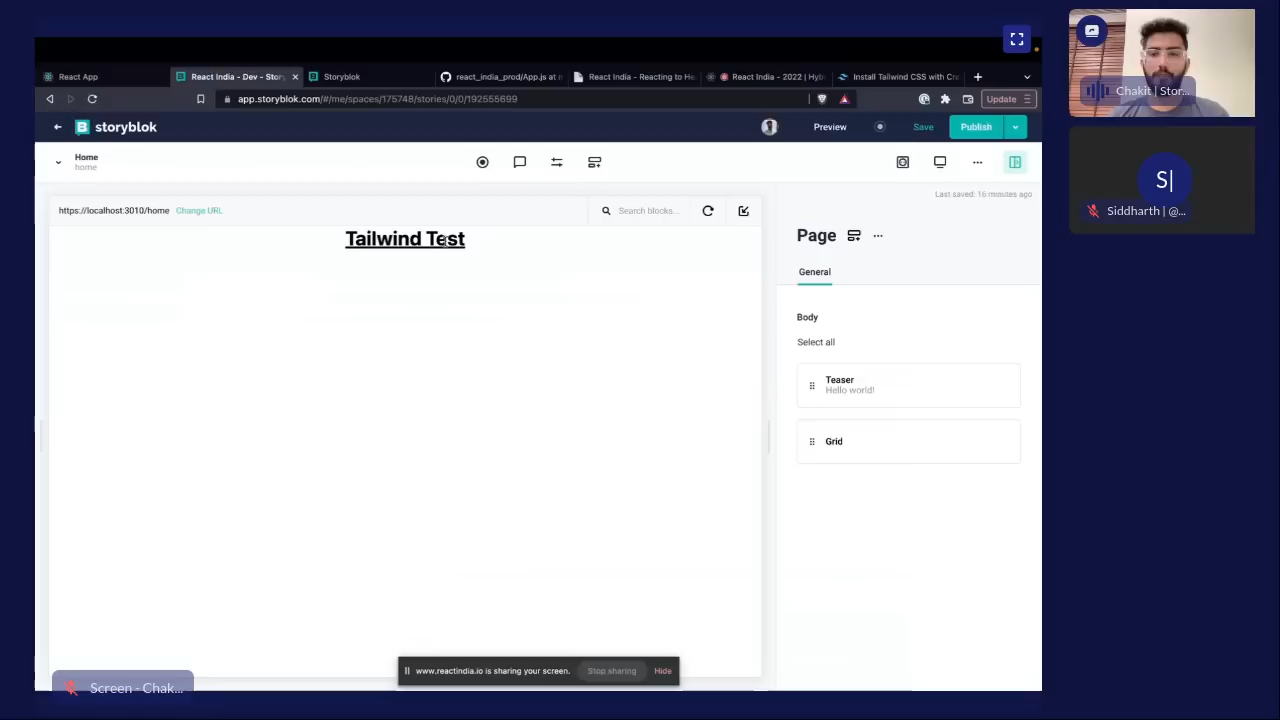 React App
React India - Dev - Stor
Storyblok
react_india_prod/App.js at m
React India - Reacting to He
React India - 2022 | Hyb
Install Tailwind CSS with Cre
app.storyblok.com/#/me/spaces/175748/stories/0/0/192555699
Update
storyblok
Preview
Save
Publish
Home
home
Last saved: 16 minutes ago
https://localhost:3010/home Change URL
Search blocks...
Tailwind Test
Page
General
Body
Select all
Teaser
Hello world!
Grid
www.reactindia.io is sharing your screen.
Stop sharing
Hide
Screen - Chak...
Chakit | Stor...
S|
Siddharth | @...